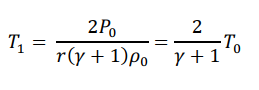 T₁ = 2P₀ / r(γ + 1)ρ₀ = 2 / γ + 1 T₀